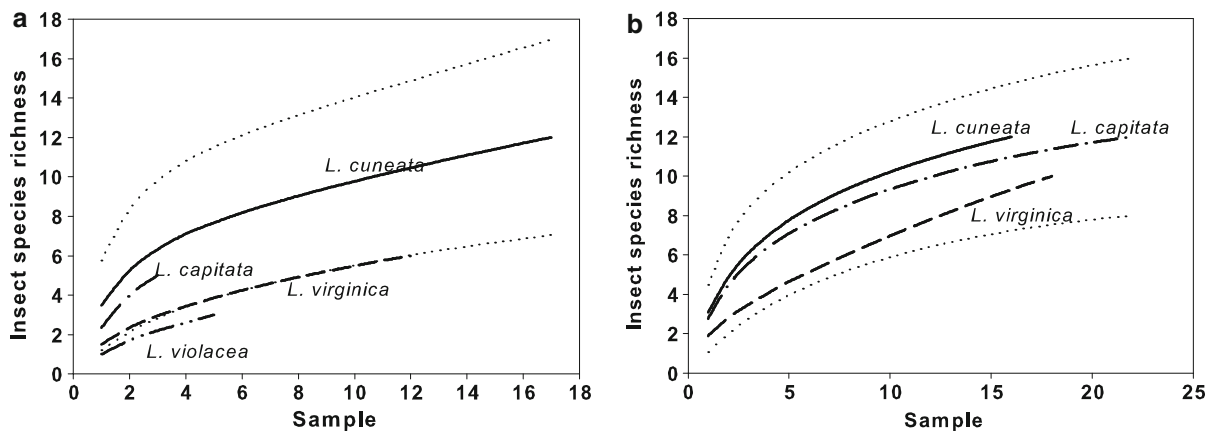 a
Insect species richness
18
16
14
12
10
8
6
4
2
0
L. cuneata
L. capitata
L. virginica
L. violacea
0 2 4 6 8 10 12 14 16 18
Sample
b
Insect species richness
18
16
14
12
10
8
6
4
2
0
L. cuneata L. capitata
L. virginica
0 5 10 15 20 25
Sample